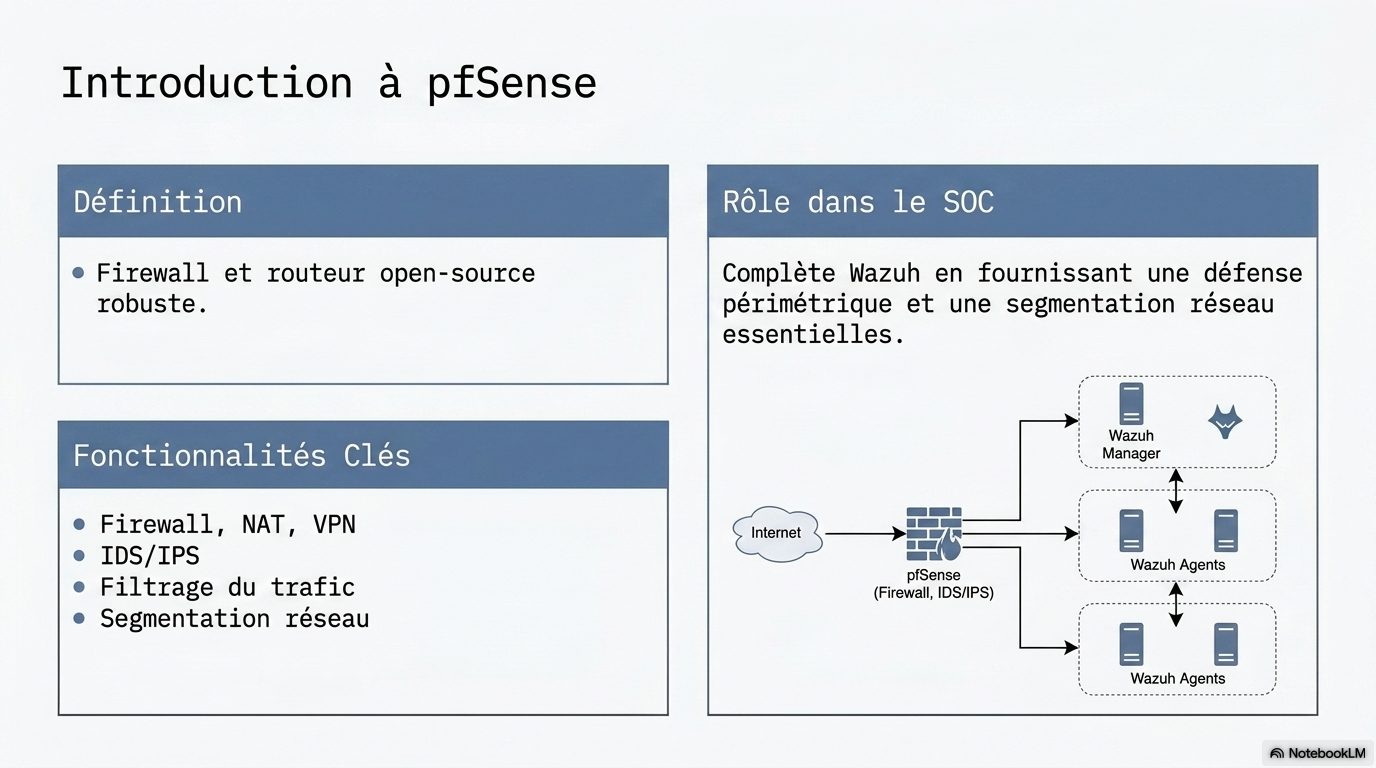 Introduction à pfSense
Définition
Firewall et routeur open-source
robuste.
Fonctionnalités Clés
Firewall, NAT, VPN
IDS/IPS
Filtrage du trafic
Segmentation réseau
Rôle dans le SOC
Complète Wazuh en fournissant une défense
périmétrique et une segmentation réseau
essentielles.
Internet
pfSense
(Firewall, IDS/IPS)
Wazuh
Manager
Wazuh Agents
Wazuh Agents
NotebookLM